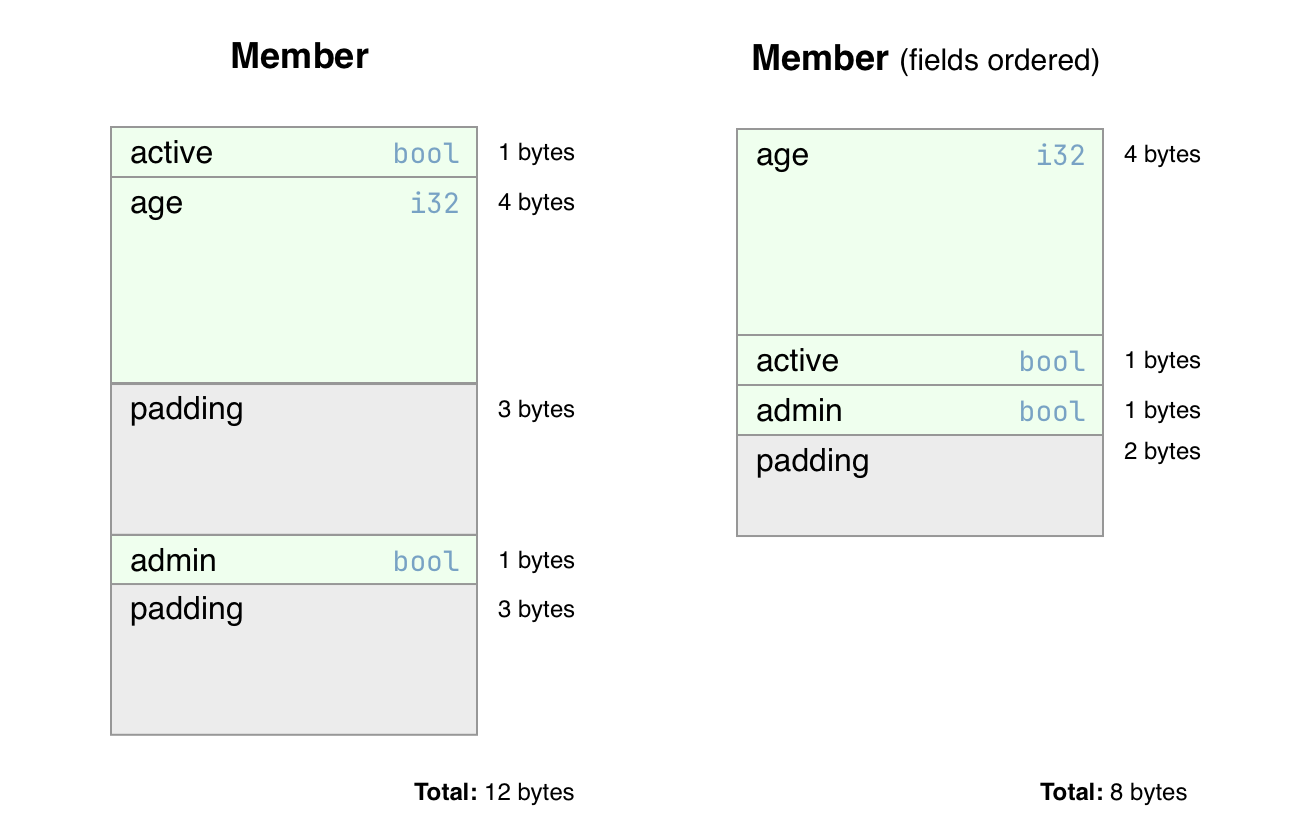 Member
active bool 1 bytes
age i32 4 bytes
padding 3 bytes
admin bool 1 bytes
padding 3 bytes
Total: 12 bytes
Member (fields ordered)
age i32 4 bytes
active bool 1 bytes
admin bool 1 bytes
padding 2 bytes
Total: 8 bytes